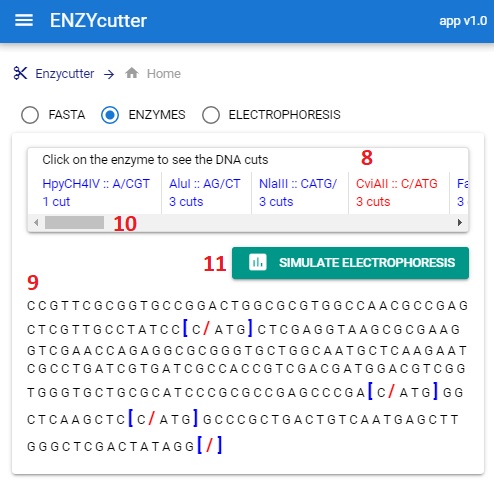 ENZYcutter app v1.0
Enzycutter → Home
FASTA ENZYMES ELECTROPHORESIS
Click on the enzyme to see the DNA cuts 8
HpyCH4IV :: A/CGT AluI :: AG/CT NlaIII :: CATG/ CviAII :: C/ATG Fa
1 cut 3 cuts 3 cuts 3 cuts 3
10
11 SIMULATE ELECTROPHORESIS
9
CCGTTCGCGGTGCCGGACTGGCGCGTGGCCAACGCCGAG
CTCGTTGCCTATCC[C/ATG]CTCGAGGTAAGCGCGAAG
GTCGAACCAGAGGCGCGGGTGCTGGCAATGCTCAAGAAT
CGCCTGATCGTGATCGCCACCGTCGACGATGGACGTCGG
TGGGTGCTGCGCATCCCGCGCCGAGCCCGA[C/ATG]GG
CTCAAGCTC[C/ATG]GCCCGCTGACTGTCAATGAGCTT
GGGCTCGACTATAGG[/]